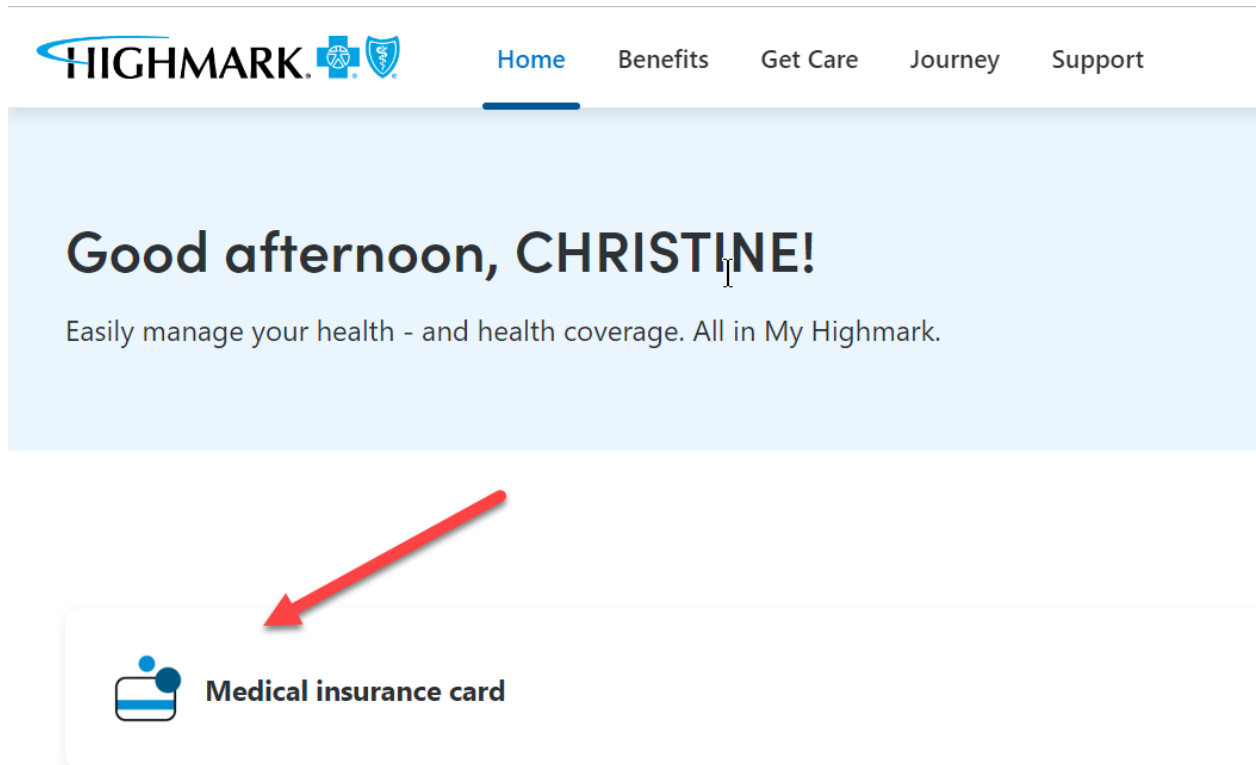 HIGHMARK. Home Benefits Get Care Journey Support
Good afternoon, CHRISTINE!
Easily manage your health - and health coverage. All in My Highmark.
Medical insurance card